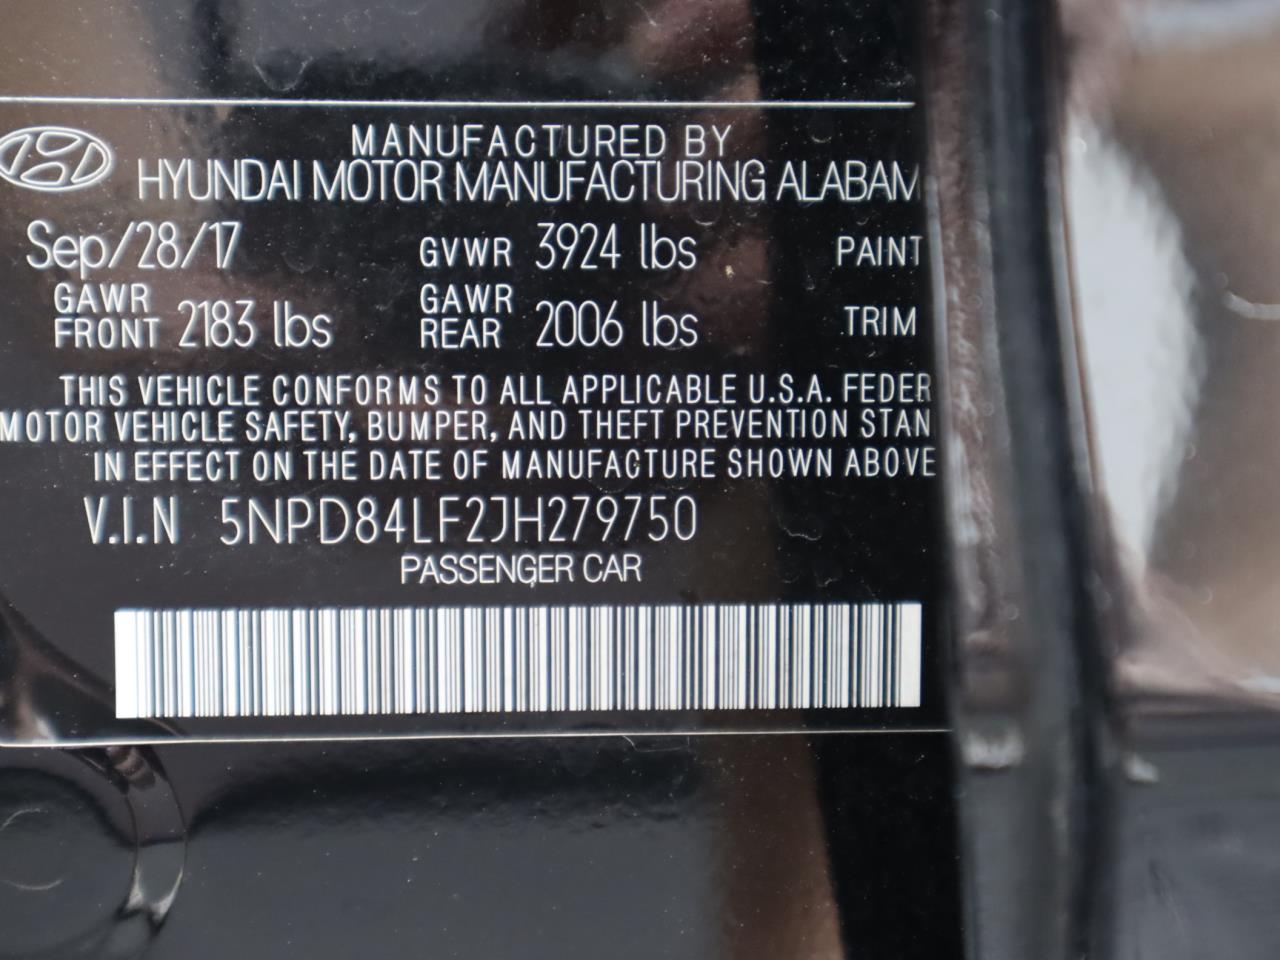 MANUFACTURED BY
HYUNDAI MOTOR MANUFACTURING ALABAM
Sep/28/17 GVWR 3924 lbs PAINT
GAWR FRONT 2183 lbs GAWR REAR 2006 lbs TRIM
THIS VEHICLE CONFORMS TO ALL APPLICABLE U.S.A. FEDER
MOTOR VEHICLE SAFETY, BUMPER, AND THEFT PREVENTION STAN
IN EFFECT ON THE DATE OF MANUFACTURE SHOWN ABOVE
V.I.N 5NPD84LF2JH279750
PASSENGER CAR